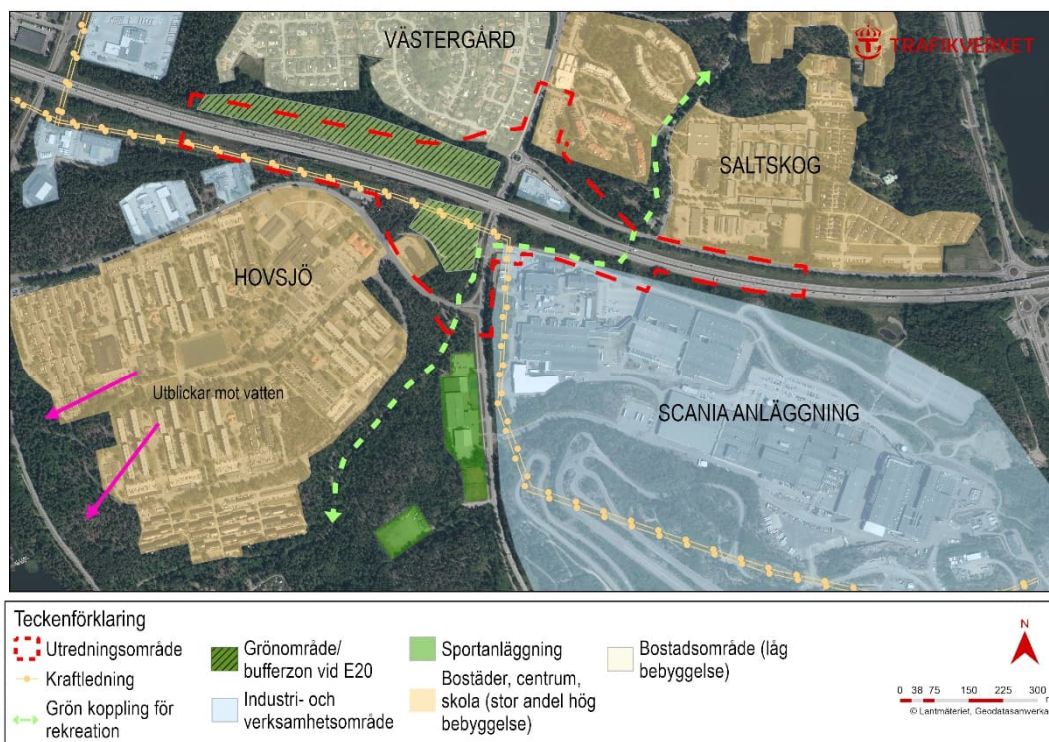 VÄSTERGÅRD
TRAFIKVERKET
SALTSKOG
HOVSJÖ
Utblickar mot vatten
SCANIA ANLÄGGNING
Teckenförklaring
Utredningsområde
Kraftledning
Grön koppling för
rekreation
Grönområde/
bufferzon vid E20
Industri- och
verksamhetsområde
Sportanläggning
Bostäder, centrum,
skola (stor andel hög
bebyggelse)
Bostadsområde (låg
bebyggelse)
N
0 38 75 150 225 300
m
© Lantmäteriet, Geodatasamverka